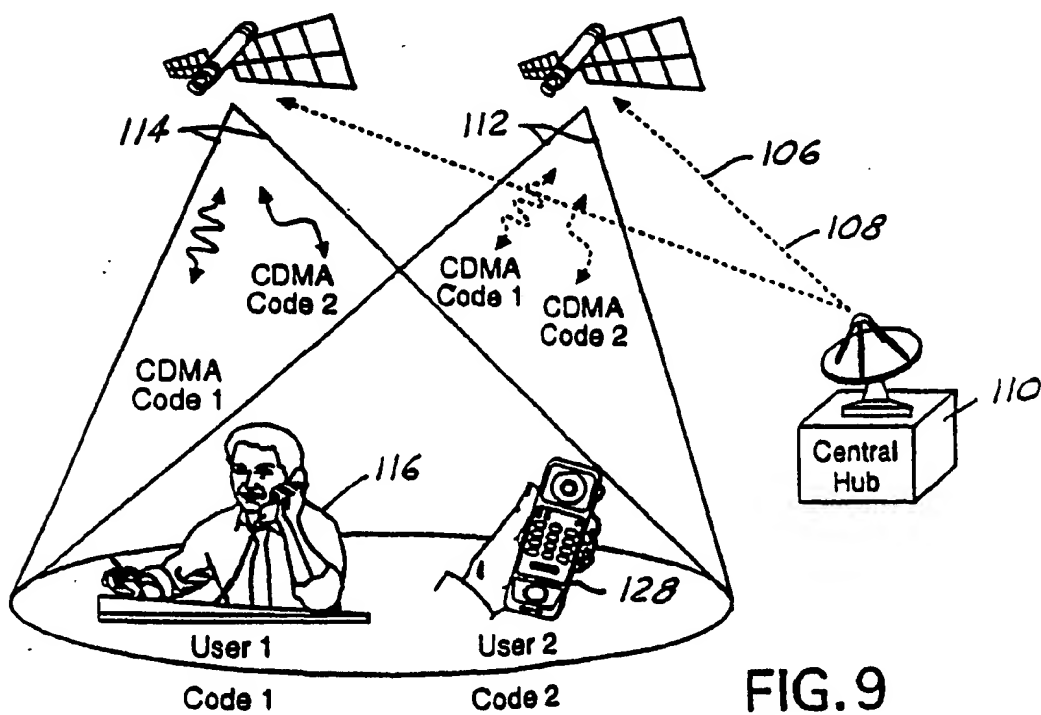 114
112
106
108
CDMA
Code 2
CDMA
Code 1
CDMA
Code 2
CDMA
Code 1
110
Central
Hub
116
128
User 1
User 2
Code 1
Code 2
FIG. 9